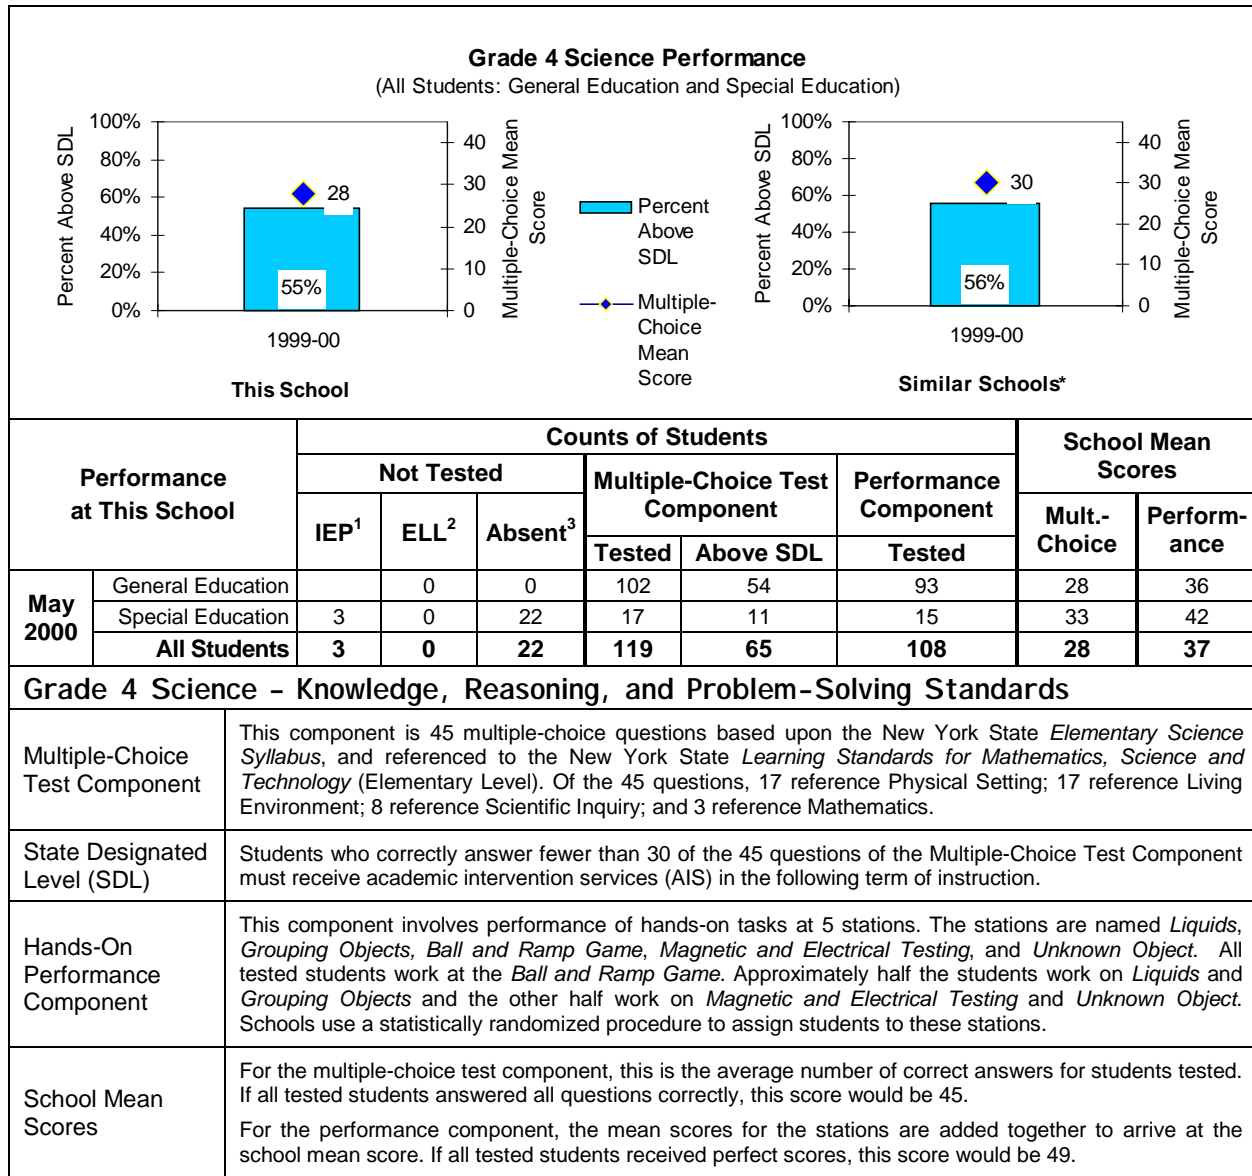 Grade 4 Science Performance
(All Students: General Education and Special Education)
Percent Above SDL
100%
80%
60%
40%
20%
0%
28
55%
1999-00
40
30
20
10
0
Multiple-Choice Mean
Score
This School
Percent
Above
SDL
Multiple-
Choice
Mean
Score
Percent Above SDL
100%
80%
60%
40%
20%
0%
30
56%
1999-00
40
30
20
10
0
Multiple-Choice Mean
Score
Similar Schools*
Performance
at This School
Counts of Students
School Mean
Scores
Not Tested
Multiple-Choice Test
Component
Performance
Component
IEP1 ELL2 Absent3
Tested Above SDL Tested
Mult.-
Choice
Perform-
ance
May
2000
General Education 0 0 102 54 93 28 36
Special Education 3 0 22 17 11 15 33 42
All Students 3 0 22 119 65 108 28 37
Grade 4 Science – Knowledge, Reasoning, and Problem-Solving Standards
Multiple-Choice
Test Component
This component is 45 multiple-choice questions based upon the New York State Elementary Science
Syllabus, and referenced to the New York State Learning Standards for Mathematics, Science and
Technology (Elementary Level). Of the 45 questions, 17 reference Physical Setting; 17 reference Living
Environment; 8 reference Scientific Inquiry; and 3 reference Mathematics.
State Designated
Level (SDL)
Students who correctly answer fewer than 30 of the 45 questions of the Multiple-Choice Test Component
must receive academic intervention services (AIS) in the following term of instruction.
Hands-On
Performance
Component
This component involves performance of hands-on tasks at 5 stations. The stations are named Liquids,
Grouping Objects, Ball and Ramp Game, Magnetic and Electrical Testing, and Unknown Object. All
tested students work at the Ball and Ramp Game. Approximately half the students work on Liquids and
Grouping Objects and the other half work on Magnetic and Electrical Testing and Unknown Object.
Schools use a statistically randomized procedure to assign students to these stations.
School Mean
Scores
For the multiple-choice test component, this is the average number of correct answers for students tested.
If all tested students answered all questions correctly, this score would be 45.
For the performance component, the mean scores for the stations are added together to arrive at the
school mean score. If all tested students received perfect scores, this score would be 49.